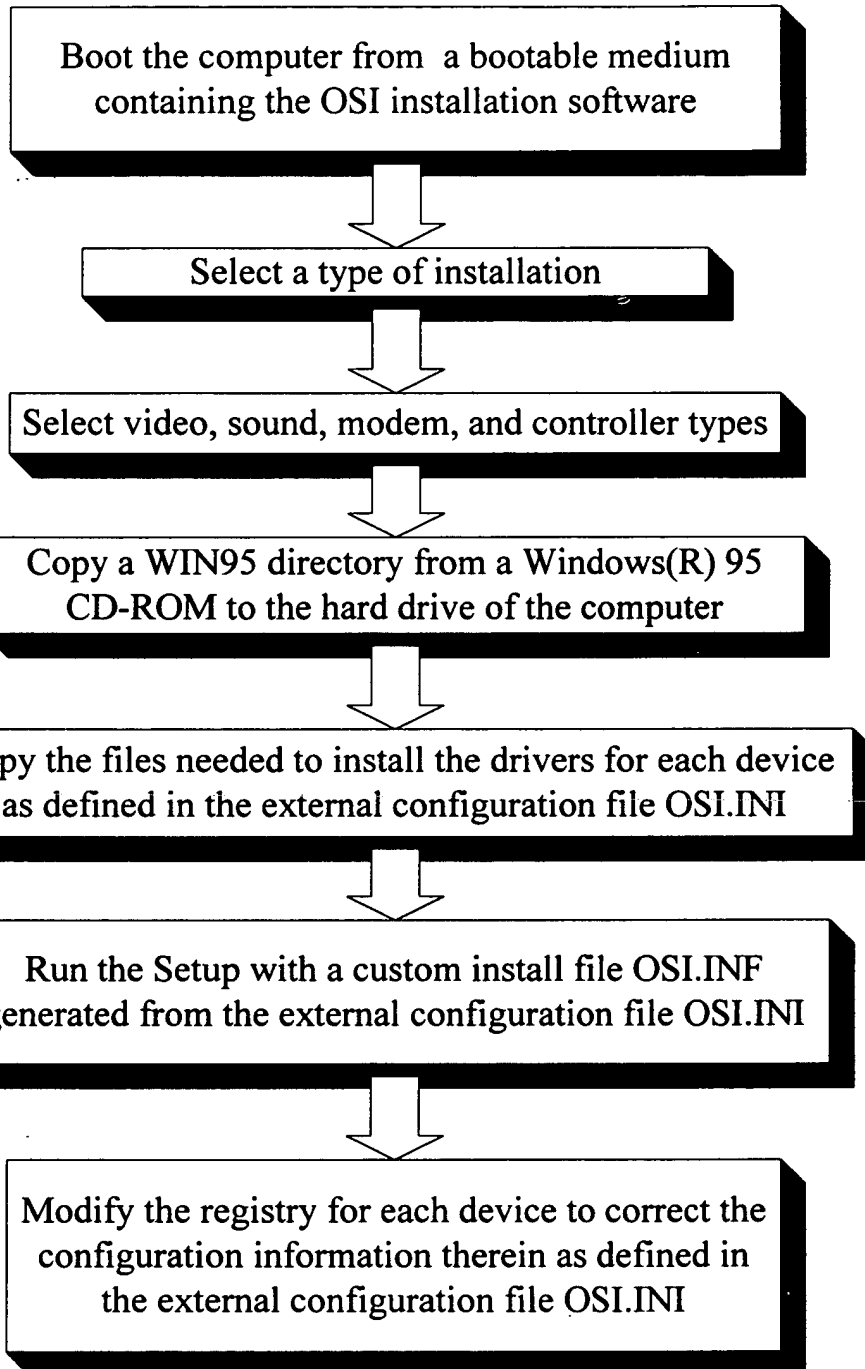 Boot the computer from a bootable medium
containing the OSI installation software
Select a type of installation
Select video, sound, modem, and controller types
Copy a WIN95 directory from a Windows(R) 95
CD-ROM to the hard drive of the computer
py the files needed to install the drivers for each device
as defined in the external configuration file OSI.INI
Run the Setup with a custom install file OSI.INF
generated from the external configuration file OSI.INI
Modify the registry for each device to correct the
configuration information therein as defined in
the external configuration file OSI.INI